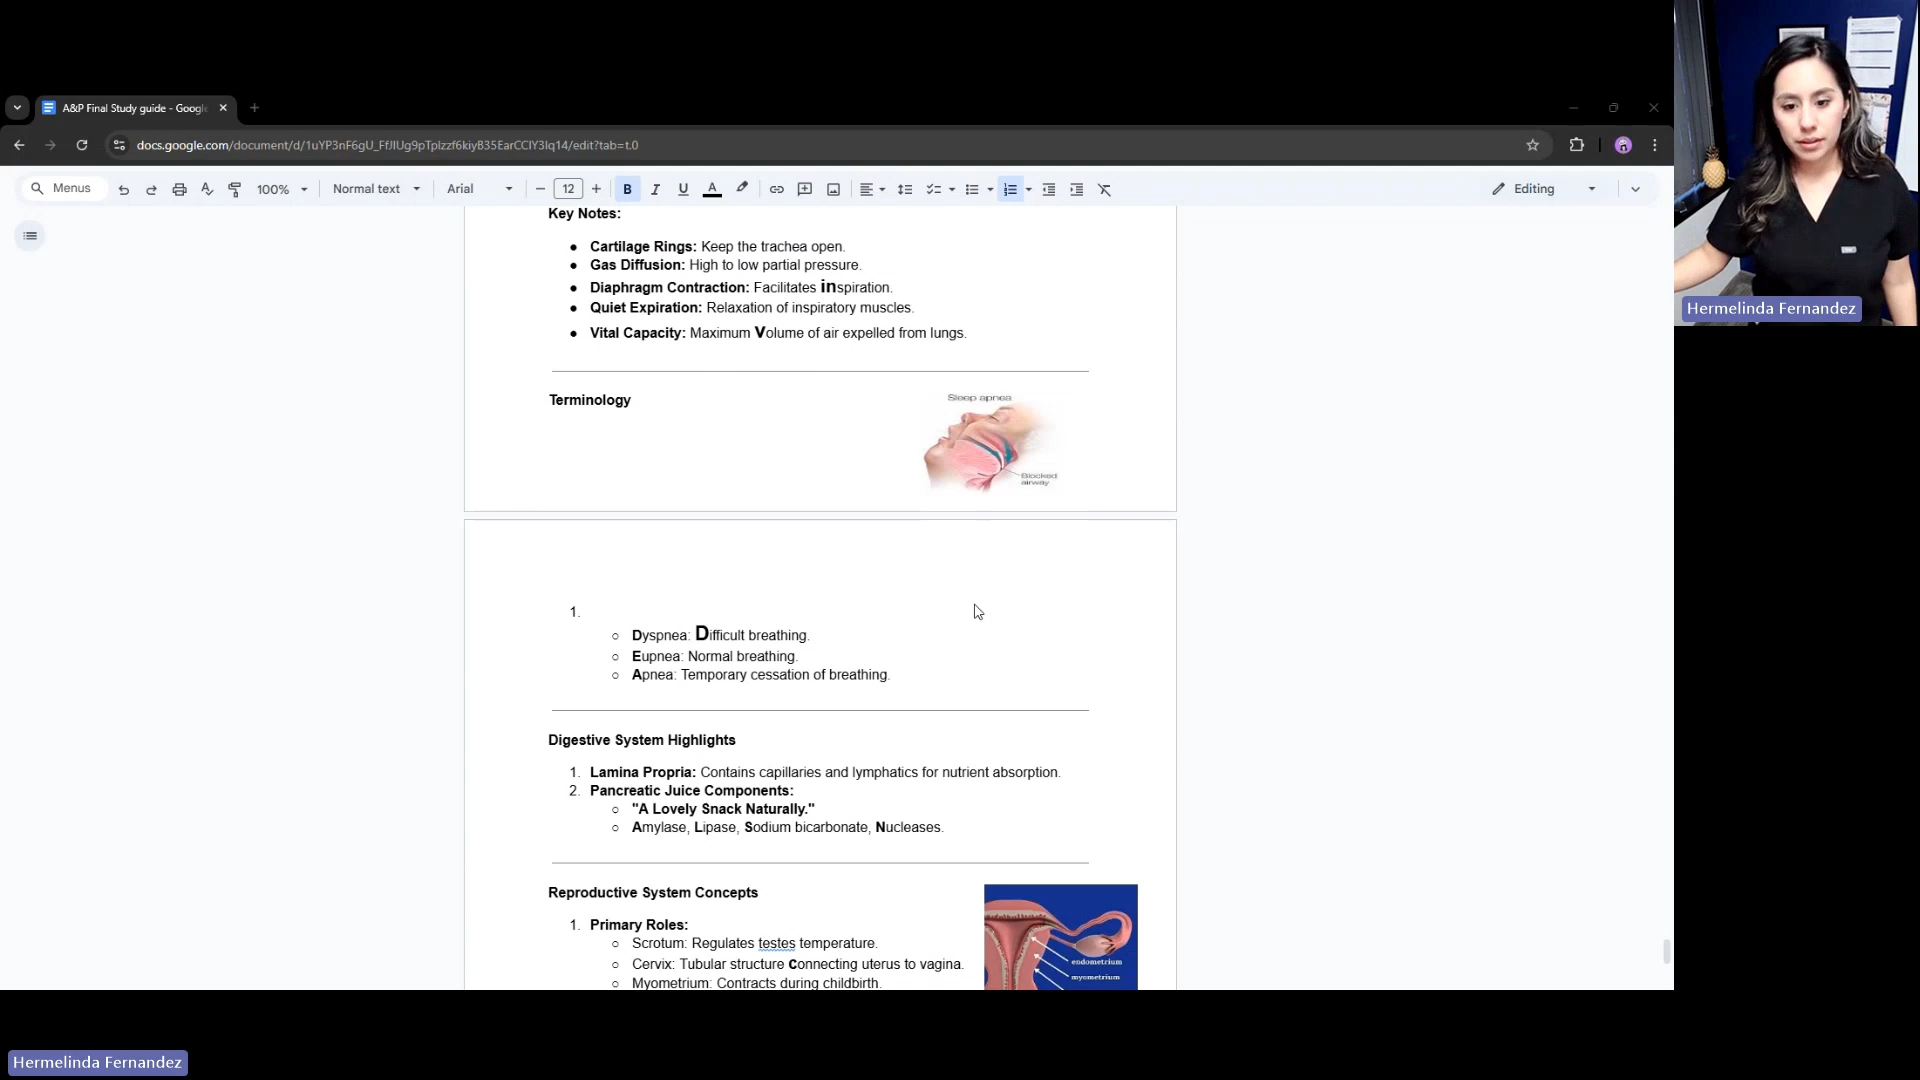 A&P Final Study guide - Googl
docs.google.com/document/d/1uYP3nF6gU_FfJlUg9pTplzzf6kiyB35EarCClY3lq14/edit?tab=t.0
Menus 100% Normal text Arial 12 B I U A Editing
Key Notes:
● Cartilage Rings: Keep the trachea open.
● Gas Diffusion: High to low partial pressure.
● Diaphragm Contraction: Facilitates inspiration.
● Quiet Expiration: Relaxation of inspiratory muscles.
● Vital Capacity: Maximum Volume of air expelled from lungs.
Terminology
Sleep apnea
Blocked
airway
1.
○ Dyspnea: Difficult breathing.
○ Eupnea: Normal breathing.
○ Apnea: Temporary cessation of breathing.
Digestive System Highlights
1. Lamina Propria: Contains capillaries and lymphatics for nutrient absorption.
2. Pancreatic Juice Components:
○ "A Lovely Snack Naturally."
○ Amylase, Lipase, Sodium bicarbonate, Nucleases.
Reproductive System Concepts
1. Primary Roles:
○ Scrotum: Regulates testes temperature.
○ Cervix: Tubular structure connecting uterus to vagina.
○ Myometrium: Contracts during childbirth.
endometrium
myometrium
Hermelinda Fernandez
Hermelinda Fernandez